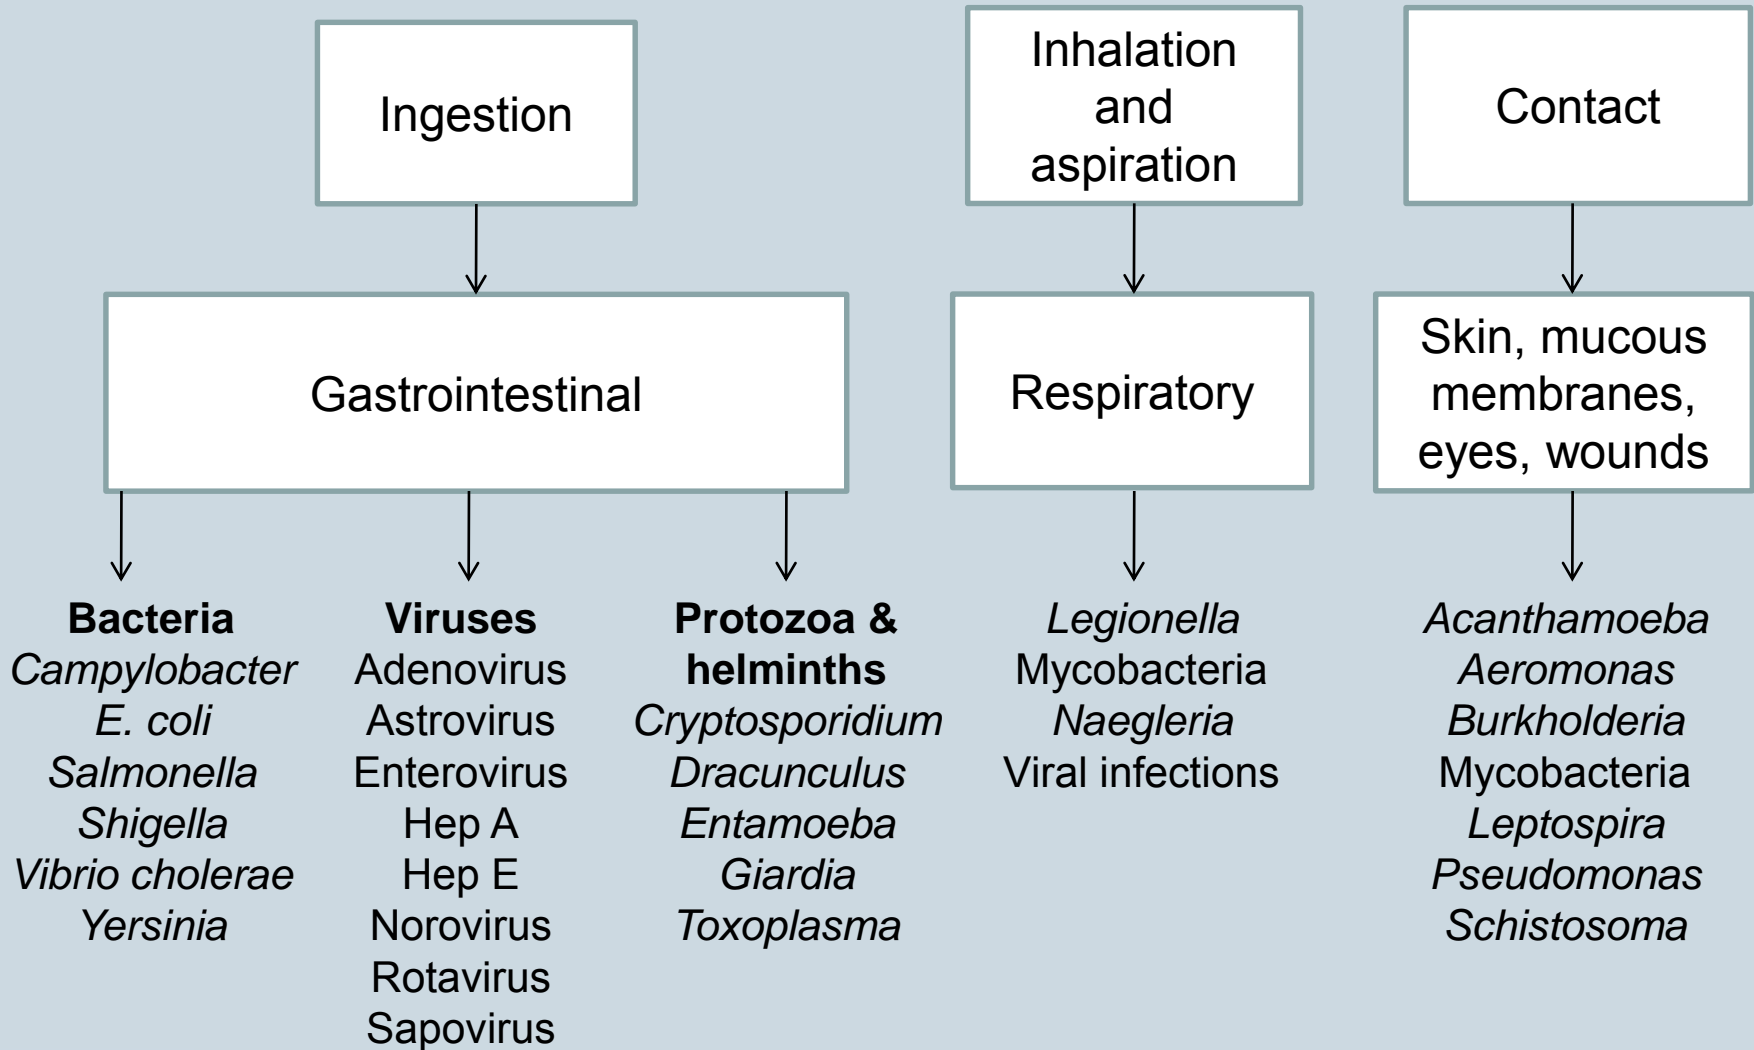 Ingestion
Inhalation
and
aspiration
Contact
Gastrointestinal
Respiratory
Skin, mucous
membranes,
eyes, wounds
Bacteria
Campylobacter
E. coli
Salmonella
Shigella
Vibrio cholerae
Yersinia
Viruses
Adenovirus
Astrovirus
Enterovirus
Hep A
Hep E
Norovirus
Rotavirus
Sapovirus
Protozoa &
helminths
Cryptosporidium
Dracunculus
Entamoeba
Giardia
Toxoplasma
Legionella
Mycobacteria
Naegleria
Viral infections
Acanthamoeba
Aeromonas
Burkholderia
Mycobacteria
Leptospira
Pseudomonas
Schistosoma